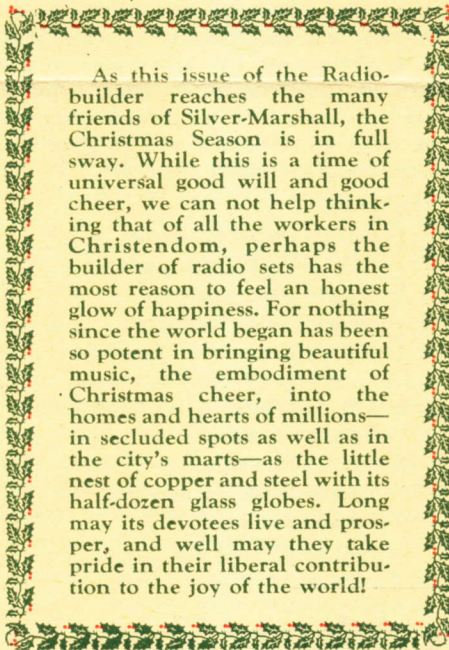 As this issue of the Radio-
builder reaches the many
friends of Silver-Marshall, the
Christmas Season is in full
sway. While this is a time of
universal good will and good
cheer, we can not help think-
ing that of all the workers in
Christendom, perhaps the
builder of radio sets has the
most reason to feel an honest
glow of happiness. For nothing
since the world began has been
so potent in bringing beautiful
music, the embodiment of
Christmas cheer, into the
homes and hearts of millions—
in secluded spots as well as in
the city's marts—as the little
nest of copper and steel with its
half-dozen glass globes. Long
may its devotees live and pros-
per, and well may they take
pride in their liberal contribu-
tion to the joy of the world!